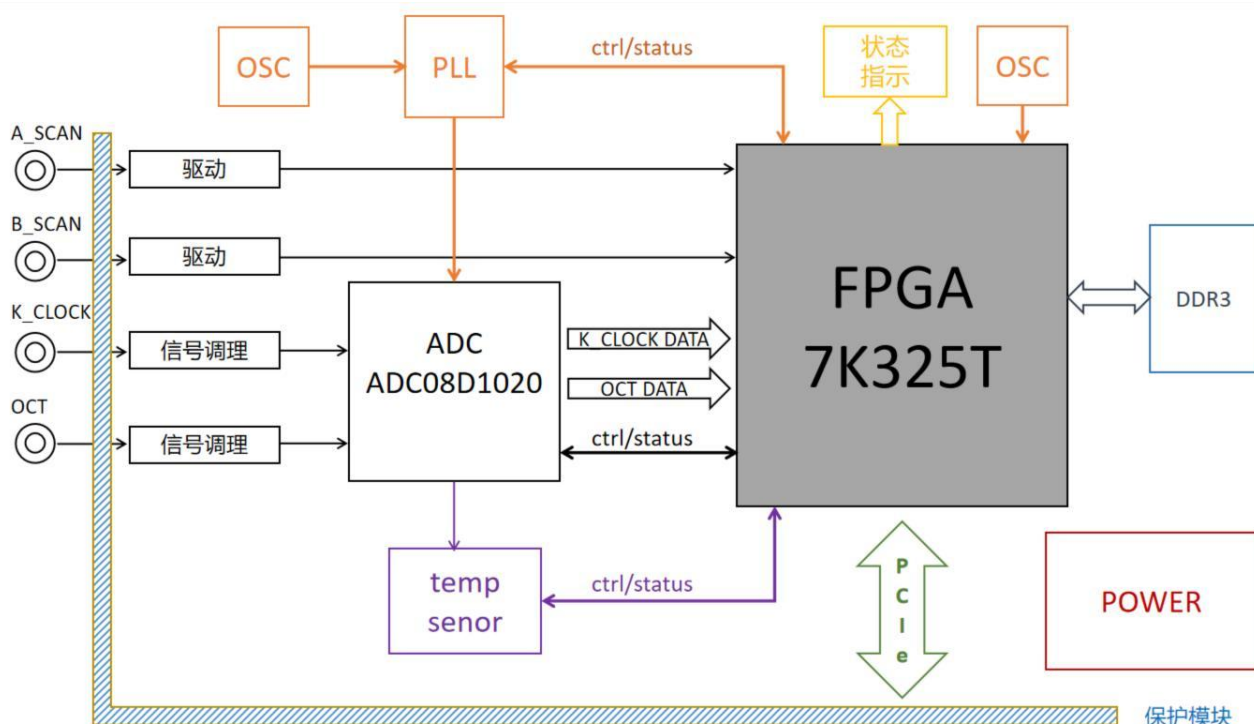 OSC
PLL
ctrl/status
状态
指示
OSC
A_SCAN
驱动
B_SCAN
驱动
K_CLOCK
信号调理
OCT
信号调理
ADC
ADC08D1020
K_CLOCK DATA
OCT DATA
ctrl/status
FPGA
7K325T
DDR3
temp
senor
ctrl/status
PCIe
POWER
保护模块